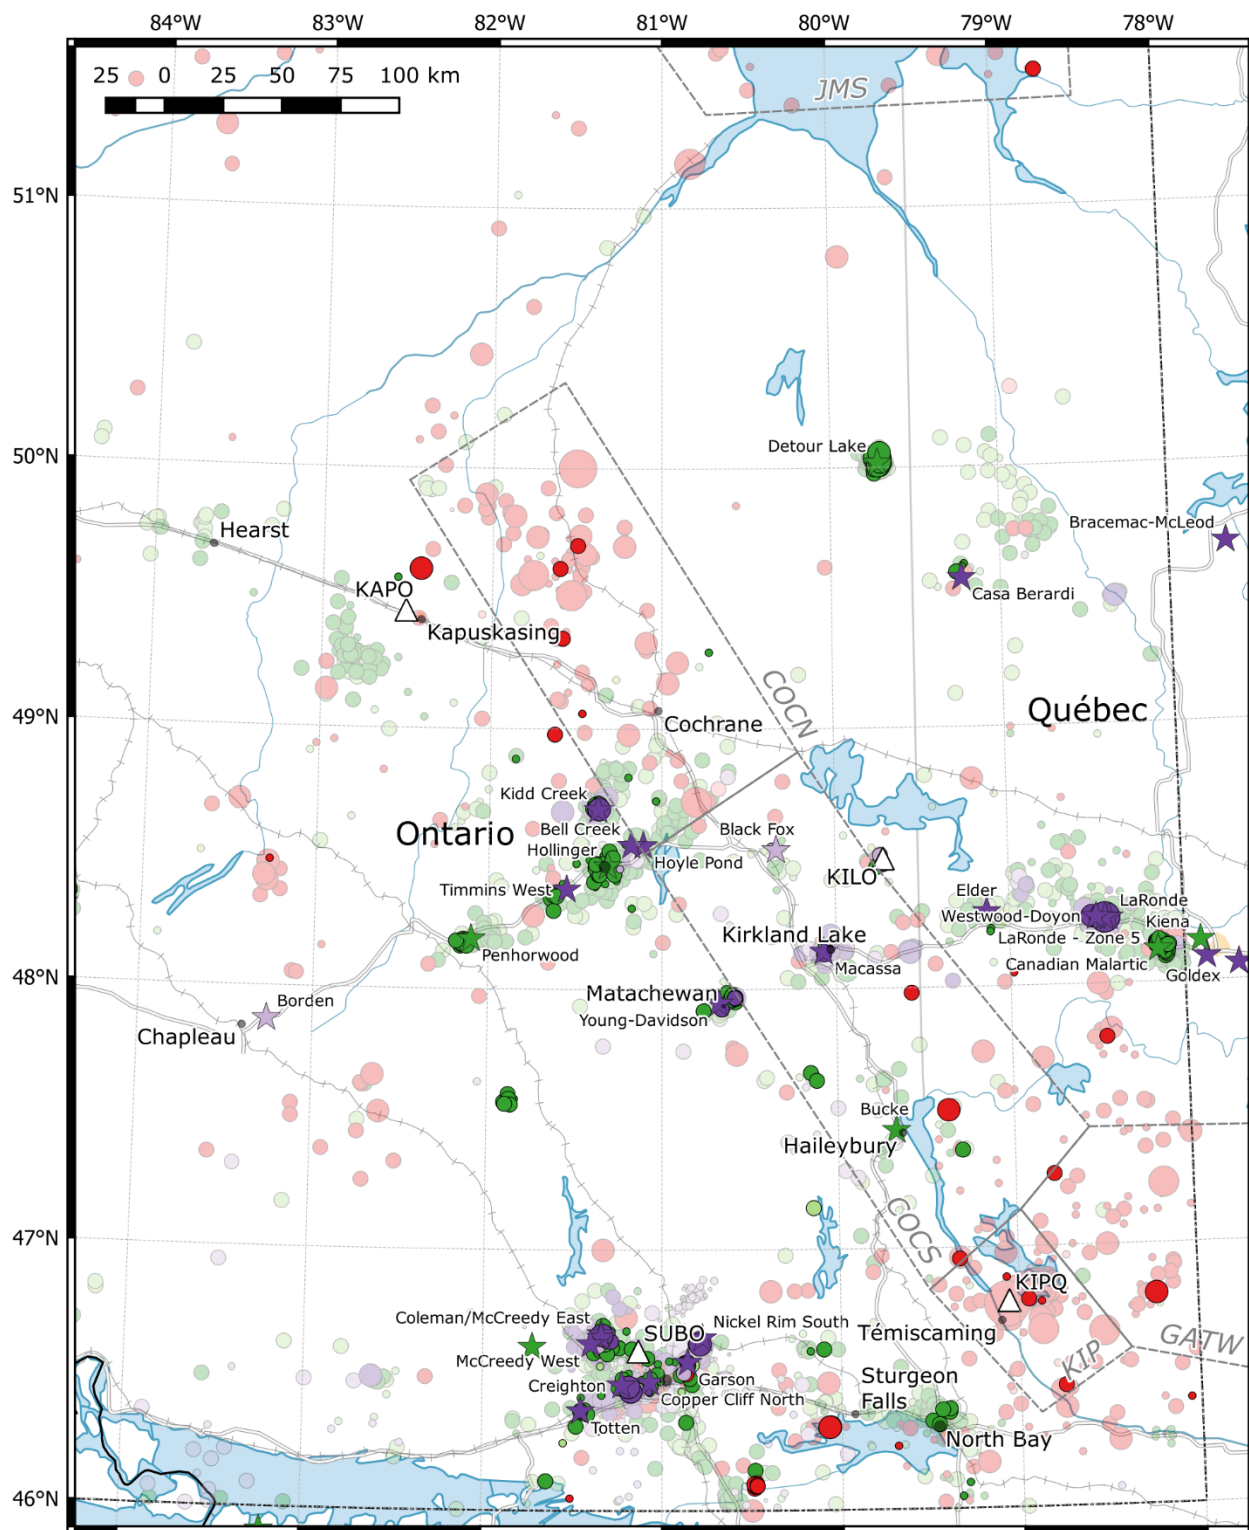 84°W 83°W 82°W 81°W 80°W 79°W 78°W
25 0 25 50 75 100 km
JMS
51°N
Detour Lake
50°N
Bracemac-McLeod
Hearst
KAPO
Casa Berardi
Kapuskasing
COCN
Québec
49°N
Cochrane
Kidd Creek
Ontario
Bell Creek
Black Fox
Hollinger
Hoyle Pond
KILO
Timmins West
Elder
LaRonde
Westwood-Doyon
Kiena
Kirkland Lake
LaRonde - Zone 5
Penhorwood
48°N
Macassa
Canadian Malartic
Goldex
Matachewan
Borden
Young-Davidson
Chapleau
Bucke
Haileybury
COCS
47°N
KIPQ
Coleman/McCreedy East
Nickel Rim South
SUBO
Témiscaming
GATW
McCreedy West
KIP
Garson
Sturgeon
Falls
Creighton
Copper Cliff North
Totten
North Bay
46°N